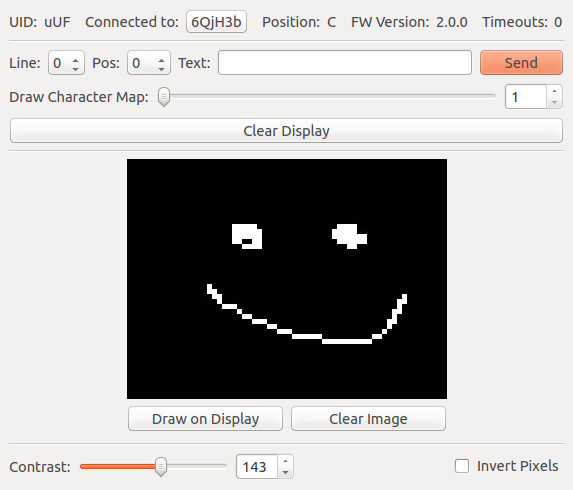 UID: uUF Connected to: 6QjH3b Position: C FW Version: 2.0.0 Timeouts: 0
Line: 0 Pos: 0 Text: Send
Draw Character Map: 1
Clear Display
Draw on Display Clear Image
Contrast: 143 Invert Pixels